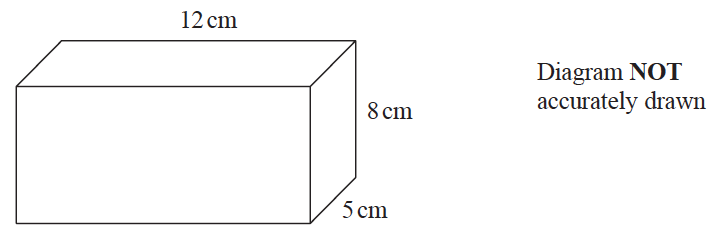 12 cm
Diagram NOT
accurately drawn
8 cm
5 cm